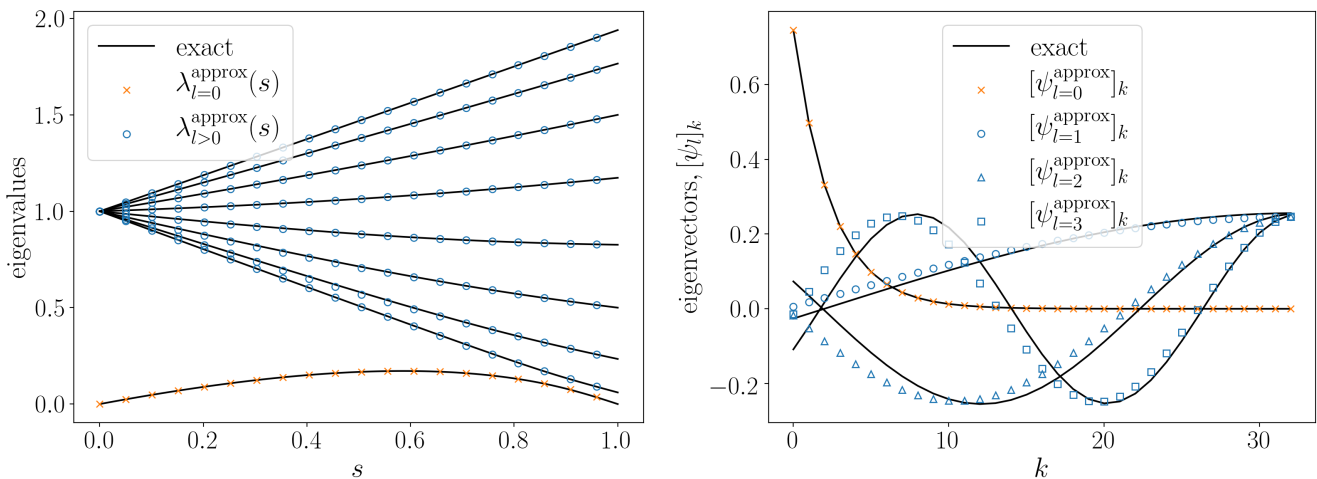 eigenvalues
2.0
1.5
1.0
0.5
0.0
exact
λ_{l=0}^{approx}(s)
λ_{l>0}^{approx}(s)
0.0 0.2 0.4 0.6 0.8 1.0
s
eigenvectors, [ψ_l]_k
0.6
0.4
0.2
0.0
−0.2
exact
[ψ_{l=0}^{approx}]_k
[ψ_{l=1}^{approx}]_k
[ψ_{l=2}^{approx}]_k
[ψ_{l=3}^{approx}]_k
0 10 20 30
k